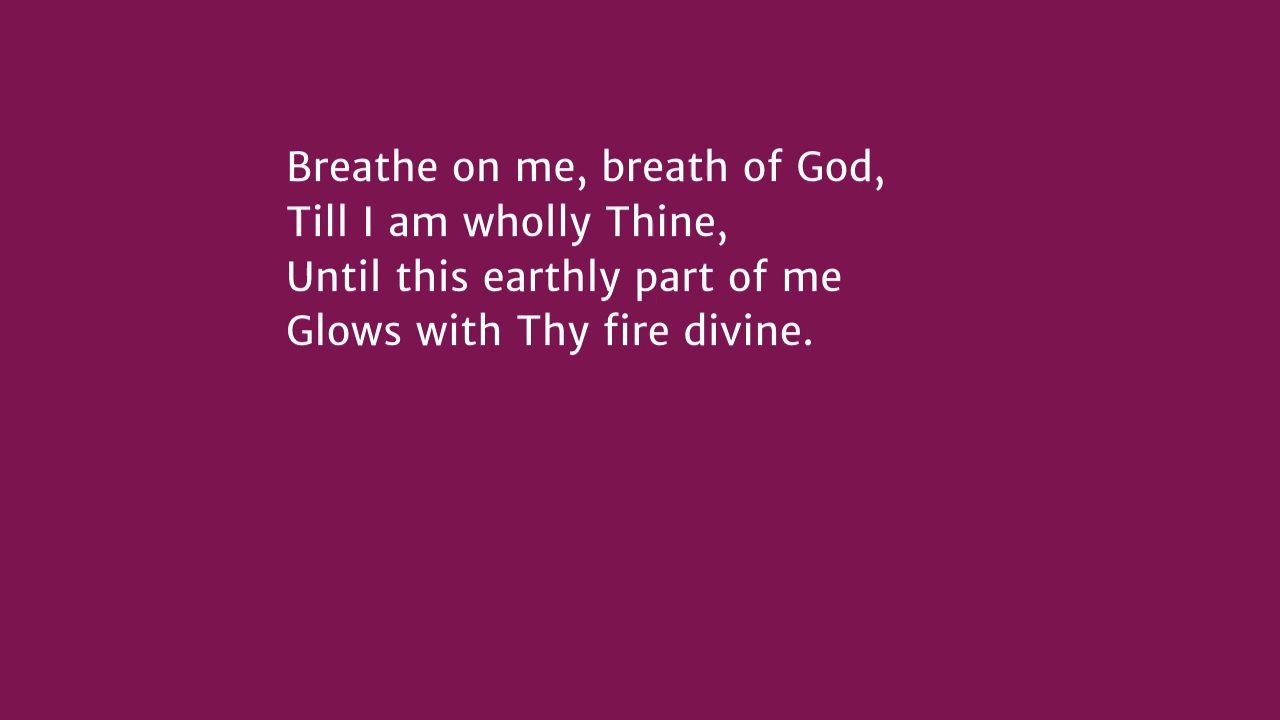 Breathe on me, breath of God,
Till I am wholly Thine,
Until this earthly part of me
Glows with Thy fire divine.